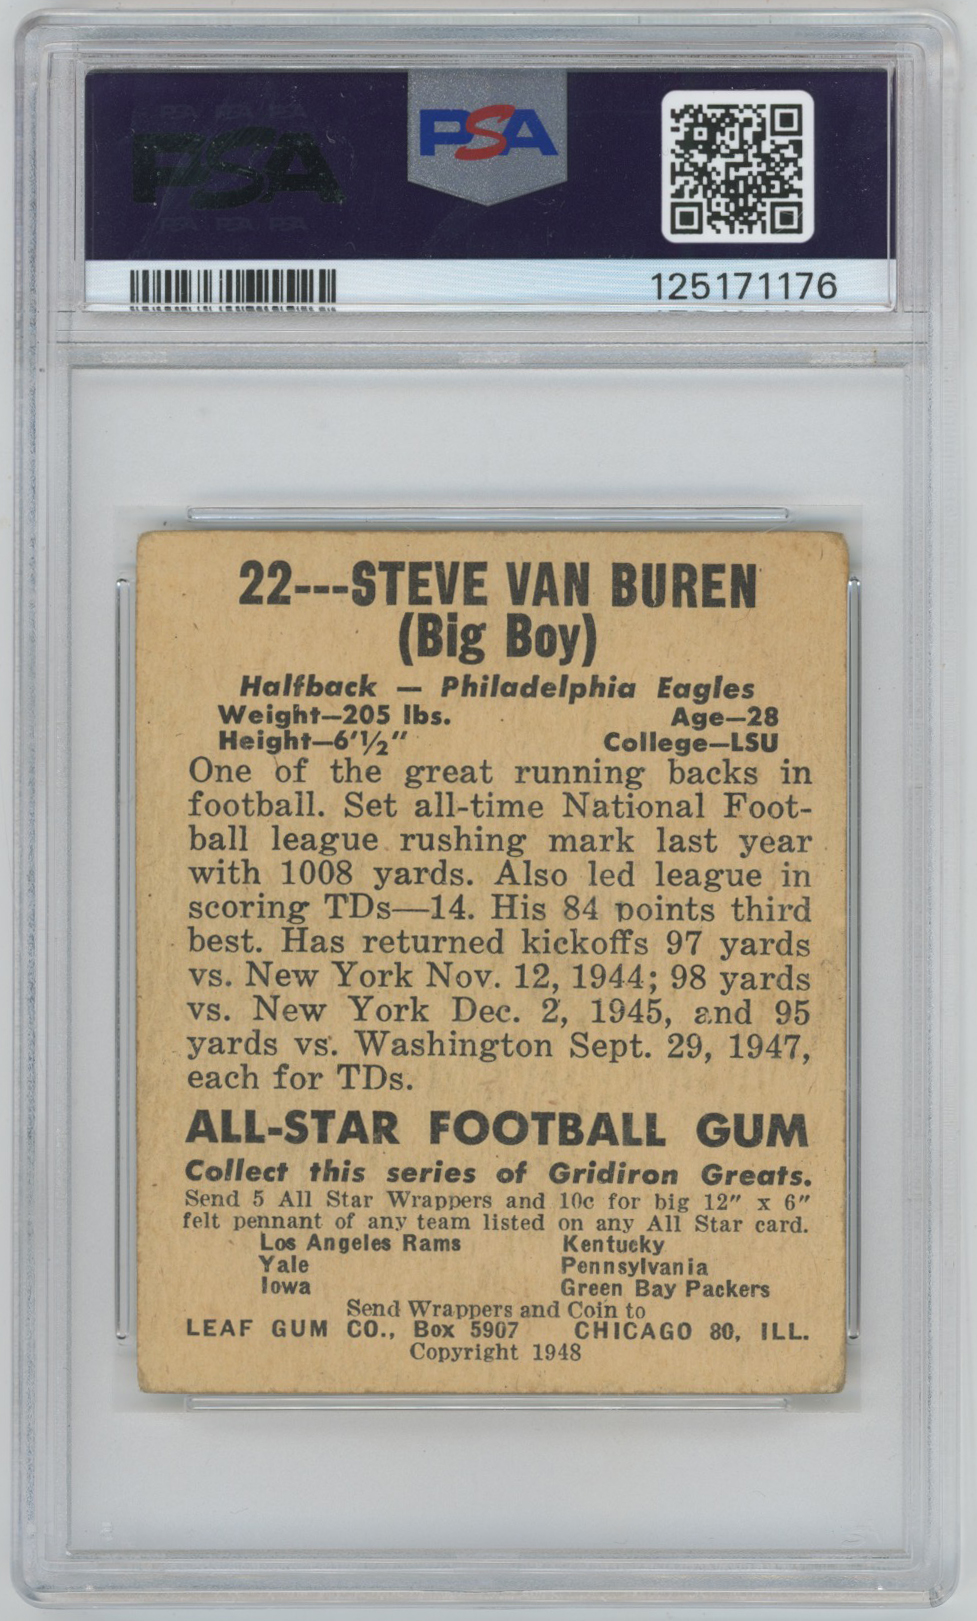 PSA PSA PSA
PSA
PSA PSA PSA
PSA
125171176
22---STEVE VAN BUREN
(Big Boy)
Halfback — Philadelphia Eagles
Weight—205 lbs. Age—28
Height—6'½" College—LSU
One of the great running backs in
football. Set all-time National Foot-
ball league rushing mark last year
with 1008 yards. Also led league in
scoring TDs—14. His 84 points third
best. Has returned kickoffs 97 yards
vs. New York Nov. 12, 1944; 98 yards
vs. New York Dec. 2, 1945, and 95
yards vs. Washington Sept. 29, 1947,
each for TDs.
ALL-STAR FOOTBALL GUM
Collect this series of Gridiron Greats.
Send 5 All Star Wrappers and 10c for big 12" x 6"
felt pennant of any team listed on any All Star card.
Los Angeles Rams Kentucky
Yale Pennsylvania
Iowa Green Bay Packers
Send Wrappers and Coin to
LEAF GUM CO., Box 5907 CHICAGO 80, ILL.
Copyright 1948